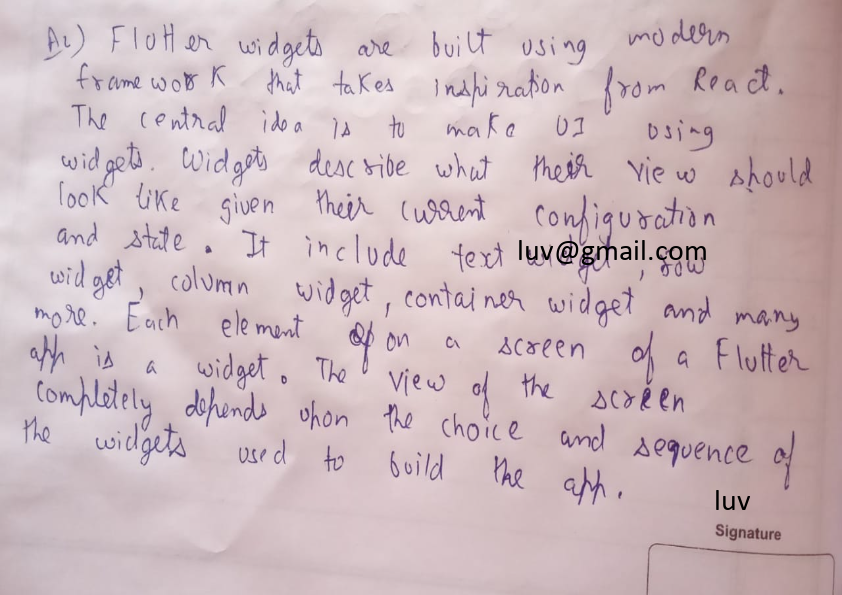 A2) Flutter widgets are built using modern
framework that takes inspiration from React.
The central idea is to make UI using
widgets. Widgets describe what their view should
look like given their current configuration
and state. It include text widget, row
luv@gmail.com
widget, column widget, container widget and many
more. Each element on a screen of a Flutter
app is a widget. The view of the screen
completely depends upon the choice and sequence of
the widgets used to build the app.
luv
Signature